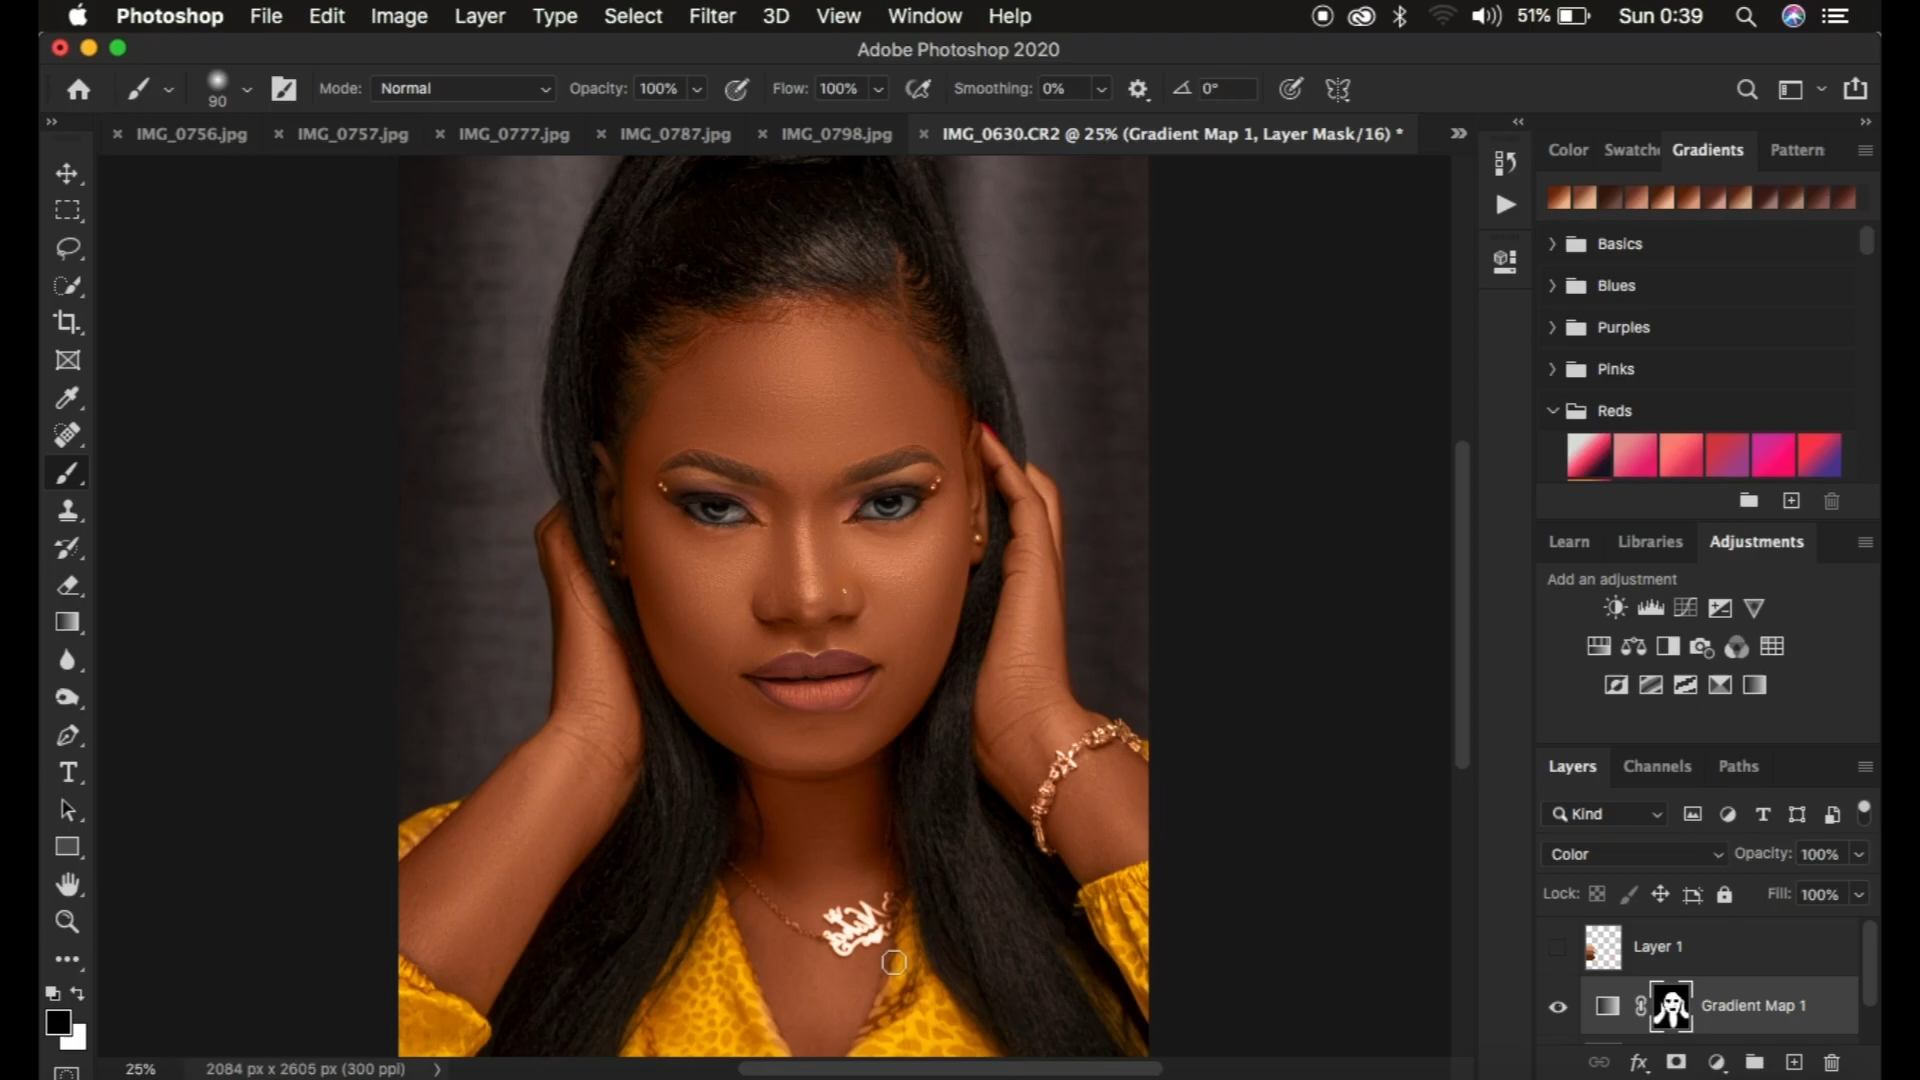 Photoshop File Edit Image Layer Type Select Filter 3D View Window Help 51% Sun 0:39
Adobe Photoshop 2020
90 Mode: Normal Opacity: 100% Flow: 100% Smoothing: 0% 0°
IMG_0756.jpg IMG_0757.jpg IMG_0777.jpg IMG_0787.jpg IMG_0798.jpg IMG_0630.CR2 @ 25% (Gradient Map 1, Layer Mask/16) *
Color Swatche Gradients Pattern
Basics
Blues
Purples
Pinks
Reds
Learn Libraries Adjustments
Add an adjustment
Layers Channels Paths
Kind
Color Opacity: 100%
Lock: Fill: 100%
Layer 1
Gradient Map 1
25% 2084 px x 2605 px (300 ppi)